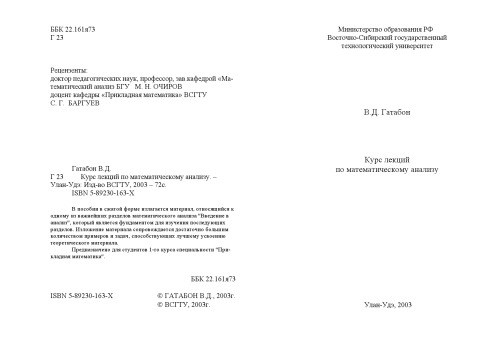 ББК 22.161я73
Г 23
Рецензенты:
доктор педагогических наук, профессор, зав кафедрой «Ма-
тематический анализ БГУ М. Н. ОЧИРОВ
доцент кафедры «Прикладная математика» ВСГТУ
С. Г. БАРГУЕВ
Гатабон В.Д.
Г 23 Курс лекций по математическому анализу. –
Улан-Удэ: Изд-во ВСГТУ, 2003 – 72с.
ISBN 5-89230-163-X
В пособии в сжатой форме излагается материал, относящийся к
одному из важнейших разделов математического анализа "Введение в
анализ", который является фундаментом для изучения последующих
разделов. Изложение материала сопровождается достаточно большим
количеством примеров и задач, способствующих лучшему усвоению
теоретического материала.
Предназначено для студентов 1-го курса специальности "При-
кладная математика".
ББК 22.161я73
ISBN 5-89230-163-X © ГАТАБОН В.Д., 2003г.
© ВСГТУ, 2003г.
Министерство образования РФ
Восточно-Сибирский государственный
технологический университет
В.Д. Гатабон
Курс лекций
по математическому анализу
Улан-Удэ, 2003